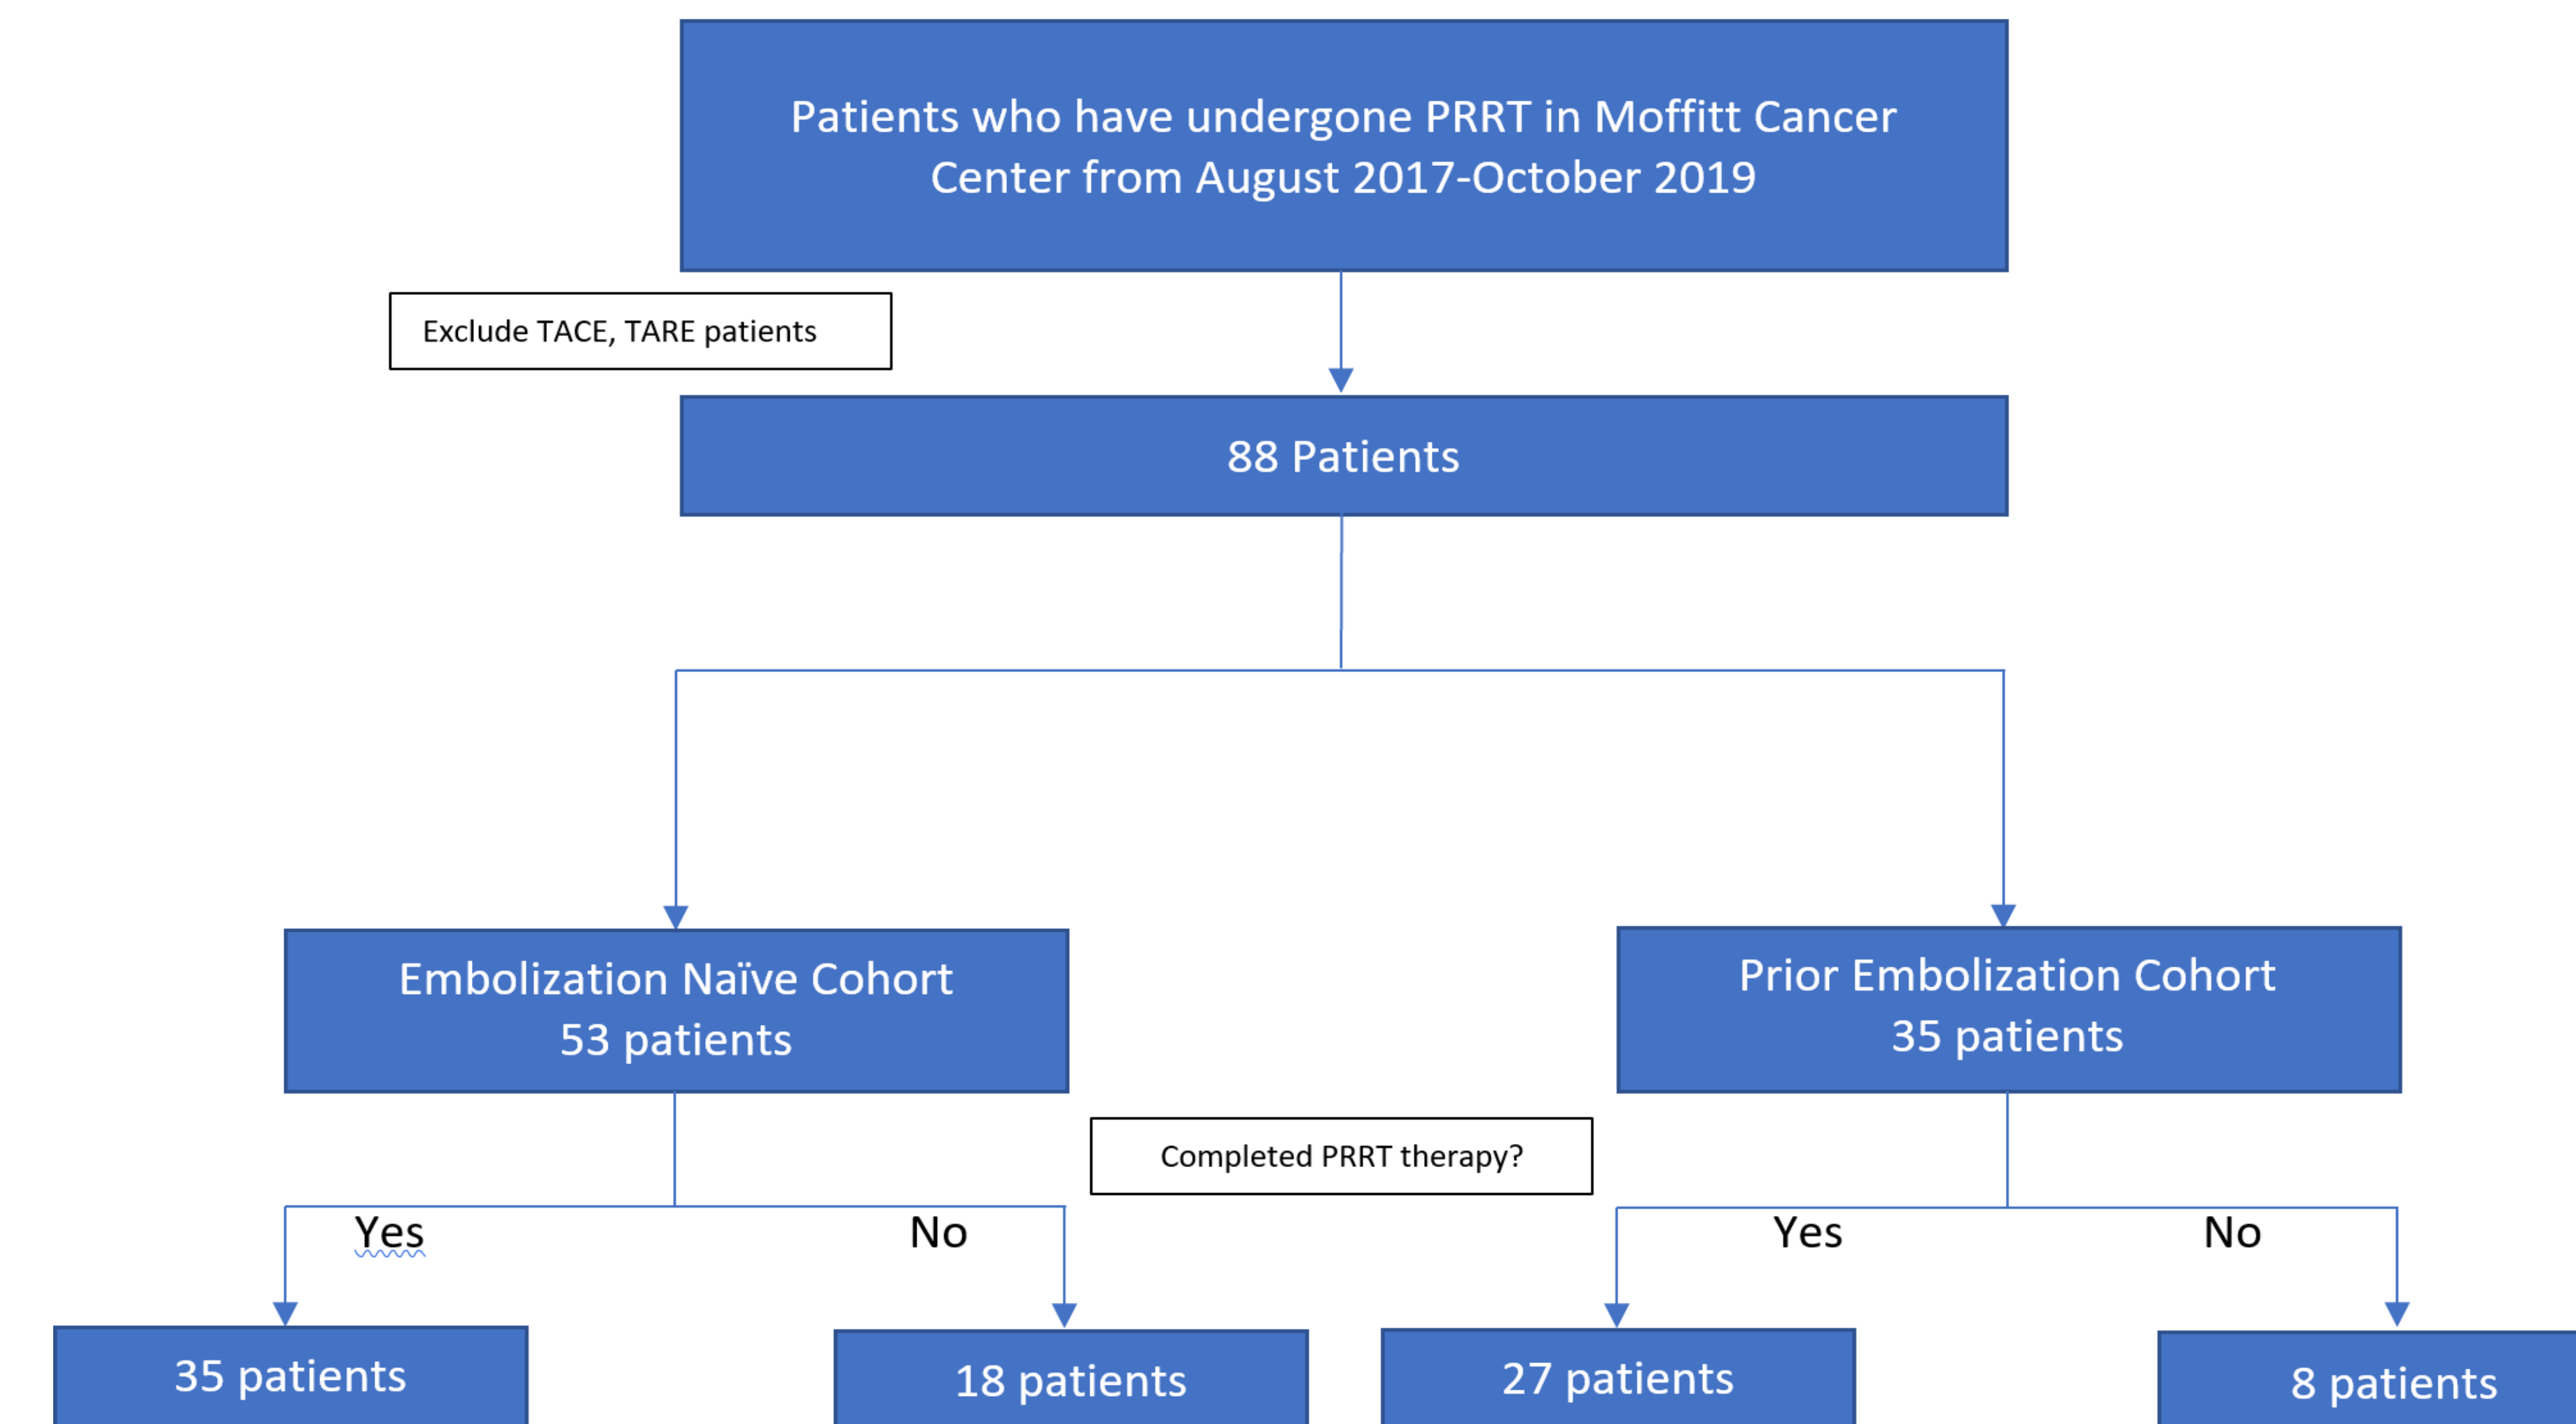 Patients who have undergone PRRT in Moffitt Cancer
Center from August 2017-October 2019
Exclude TACE, TARE patients
88 Patients
Embolization Naïve Cohort
53 patients
Prior Embolization Cohort
35 patients
Completed PRRT therapy?
Yes
No
Yes
No
35 patients
18 patients
27 patients
8 patients